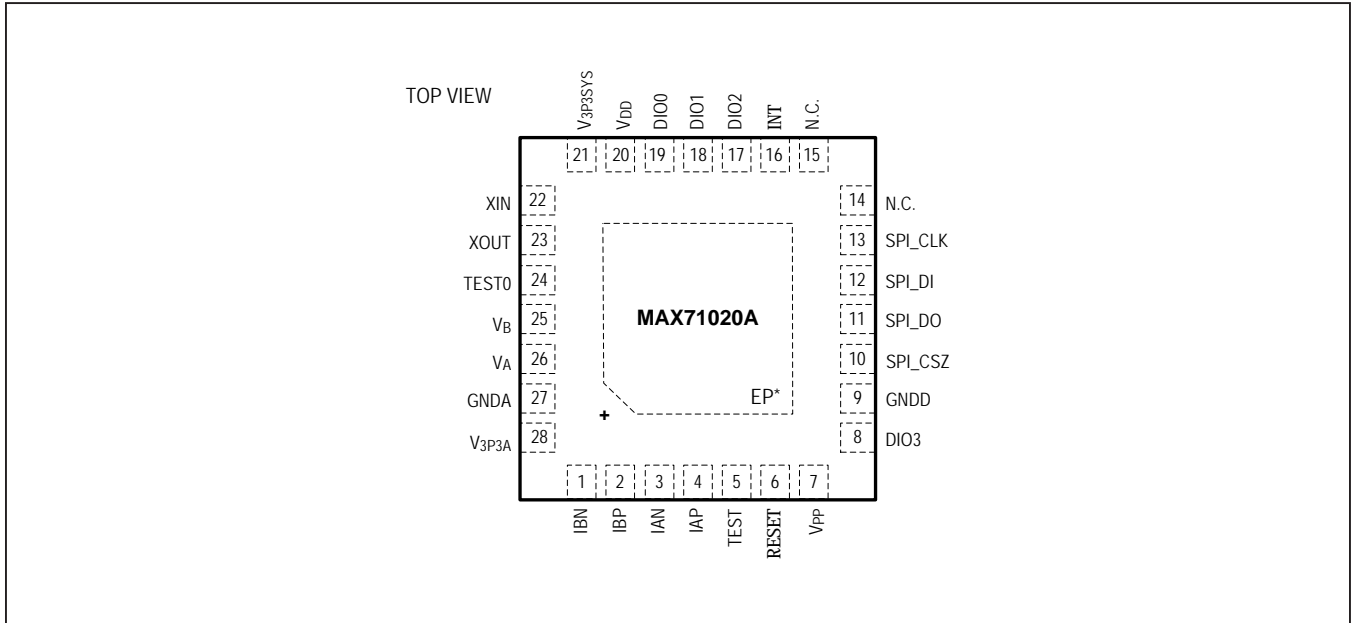 TOP VIEW
V3P3SYS
VDD
DIO0
DIO1
DIO2
INT
N.C.
21 20 19 18 17 16 15
XIN 22
XOUT 23
TEST0 24
VB 25
VA 26
GNDA 27
V3P3A 28
14 N.C.
13 SPI_CLK
12 SPI_DI
11 SPI_DO
10 SPI_CSZ
9 GNDD
8 DIO3
MAX71020A
EP*
+
1 2 3 4 5 6 7
IBN
IBP
IAN
IAP
TEST
RESET
VPP